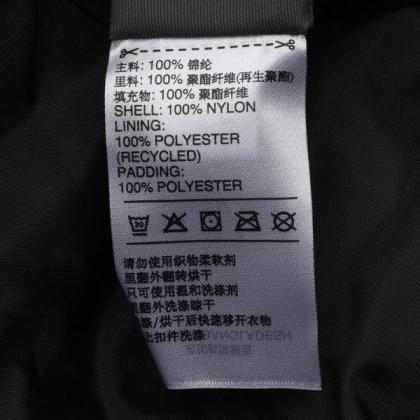 主料: 100% 锦纶
里料: 100% 聚酯纤维(再生聚酯)
填充物: 100% 聚酯纤维
SHELL: 100% NYLON
LINING:
100% POLYESTER
(RECYCLED)
PADDING:
100% POLYESTER
30
请勿使用织物柔软剂
里翻外翻转烘干
只可使用温和洗涤剂
里翻外洗涤晾干
涤/烘干后快速移开衣物
上扣件洗涤